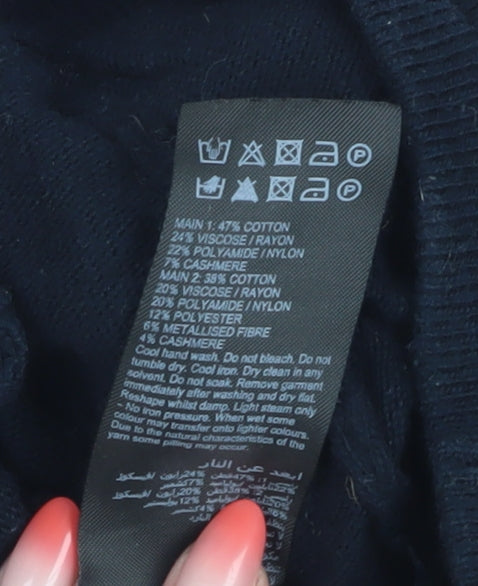 P
P
MAIN 1: 47% COTTON
24% VISCOSE / RAYON
22% POLYAMIDE / NYLON
7% CASHMERE
MAIN 2: 38% COTTON
20% VISCOSE / RAYON
20% POLYAMIDE / NYLON
12% POLYESTER
6% METALLISED FIBRE
4% CASHMERE
Cool hand wash. Do not bleach. Do not
tumble dry. Cool iron. Dry clean in any
solvent. Do not soak. Remove garment
immediately after washing and dry flat.
Reshape whilst damp. Light steam only
- No iron pressure. When wet some
colour may transfer onto lighter colours.
Due to the natural characteristics of the
yarn some pilling may occur.
ابعد عن النار